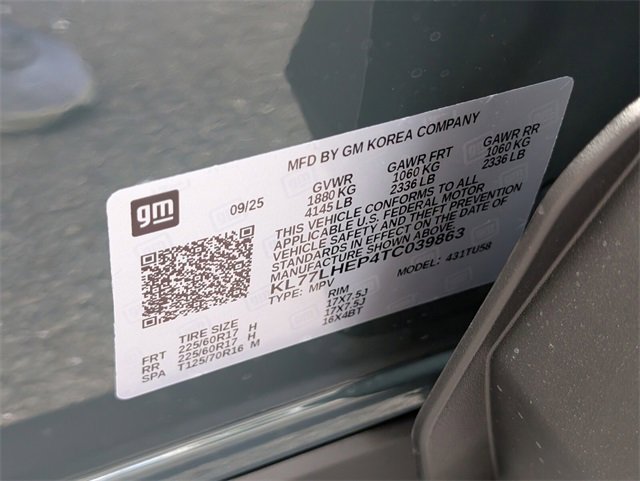 MFD BY GM KOREA COMPANY
gm
09/25
GVWR GAWR FRT GAWR RR
1880 KG 1060 KG 1060 KG
4145 LB 2336 LB 2336 LB
THIS VEHICLE CONFORMS TO ALL
APPLICABLE U.S. FEDERAL MOTOR
VEHICLE SAFETY AND THEFT PREVENTION
STANDARDS IN EFFECT ON THE DATE OF
MANUFACTURE SHOWN ABOVE
KL77LHEP4TC039863
TYPE: MPV MODEL: 431TU58
TIRE SIZE RIM
FRT 225/60R17 H 17X7.5J
RR 225/60R17 H 17X7.5J
SPA T125/70R16 M 16X4BT